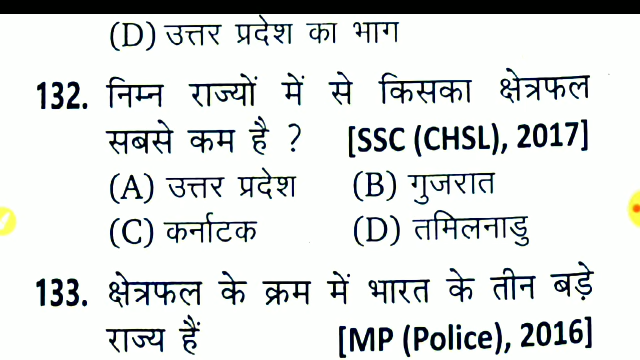 (D) उत्तर प्रदेश का भाग
132. निम्न राज्यों में से किसका क्षेत्रफल
सबसे कम है ? [SSC (CHSL), 2017]
(A) उत्तर प्रदेश (B) गुजरात
(C) कर्नाटक (D) तमिलनाडु
133. क्षेत्रफल के क्रम में भारत के तीन बड़े
राज्य हैं [MP (Police), 2016]